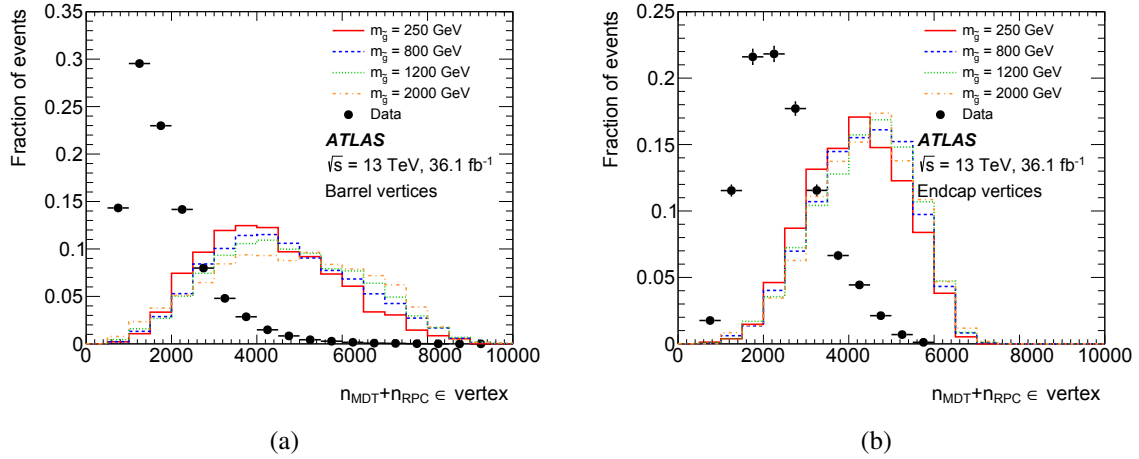 Fraction of events
0.35
0.3
0.25
0.2
0.15
0.1
0.05
0
m_g̃ = 250 GeV
m_g̃ = 800 GeV
m_g̃ = 1200 GeV
m_g̃ = 2000 GeV
Data
ATLAS
√s = 13 TeV, 36.1 fb⁻¹
Barrel vertices
0 2000 4000 6000 8000 10000
n_MDT+n_RPC ∈ vertex
(a)
Fraction of events
0.25
0.2
0.15
0.1
0.05
0
m_g̃ = 250 GeV
m_g̃ = 800 GeV
m_g̃ = 1200 GeV
m_g̃ = 2000 GeV
Data
ATLAS
√s = 13 TeV, 36.1 fb⁻¹
Endcap vertices
0 2000 4000 6000 8000 10000
n_MDT+n_RPC ∈ vertex
(b)